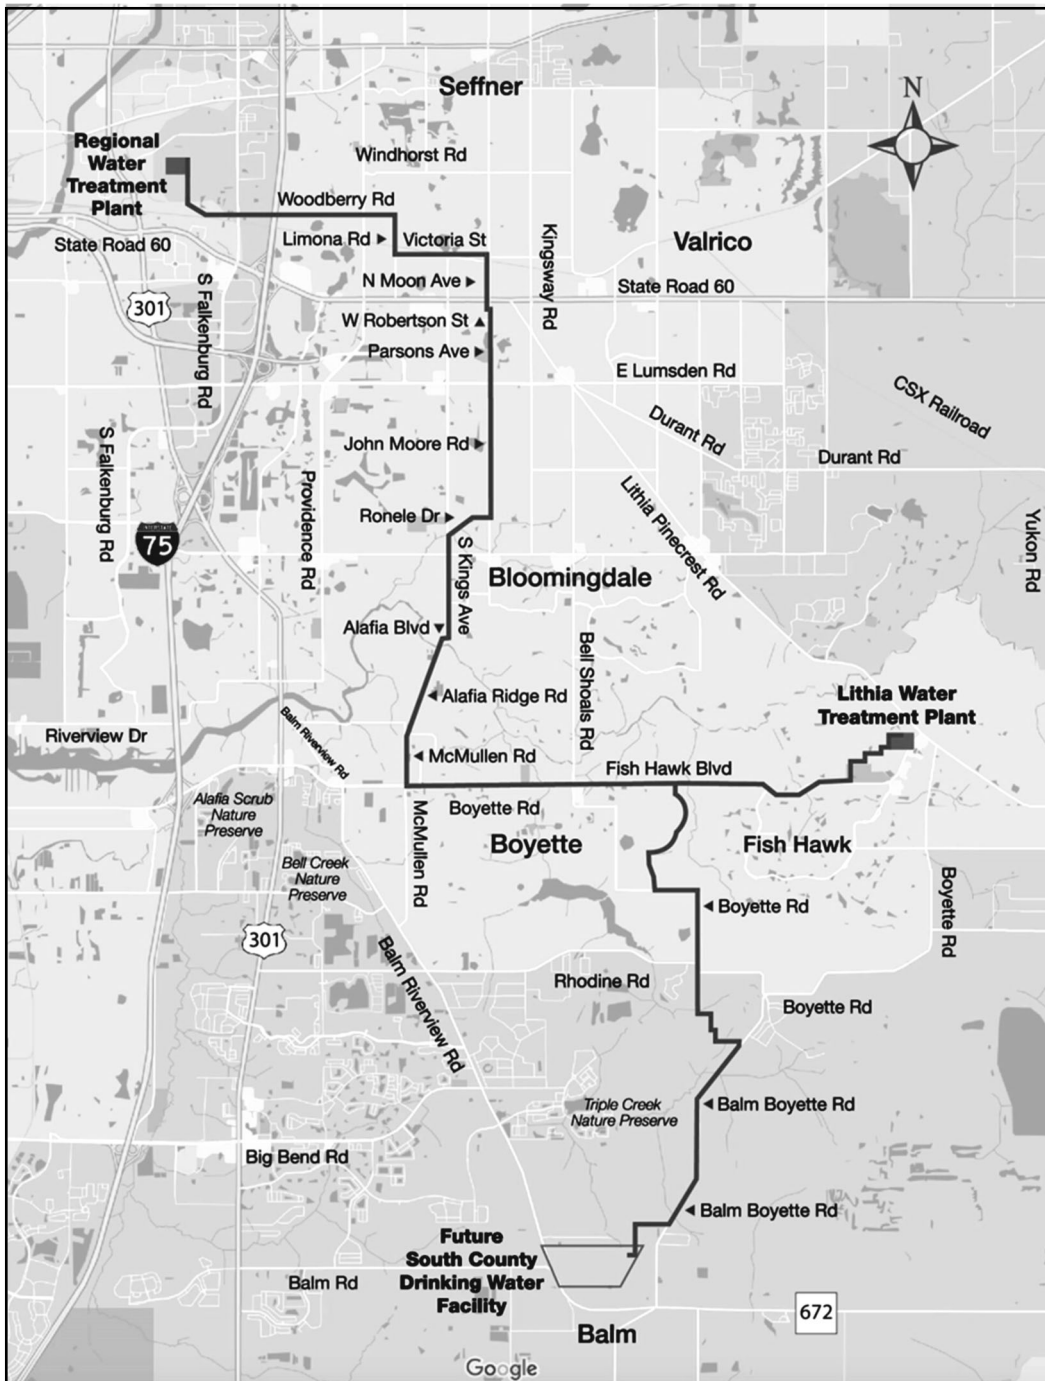 Seffner
N
Regional
Water
Treatment
Plant
Windhorst Rd
Woodberry Rd
State Road 60
Limona Rd
Victoria St
Kingsway Rd
Valrico
N Moon Ave
State Road 60
S Falkenburg Rd
301
W Robertson St
Parsons Ave
E Lumsden Rd
CSX Railroad
Durant Rd
John Moore Rd
Durant Rd
S Falkenburg Rd
Providence Rd
Lithia Pinecrest Rd
Ronele Dr
Yukon Rd
INTERSTATE
75
S Kings Ave
Bloomingdale
Alafia Blvd
Bell Shoals Rd
Alafia Ridge Rd
Lithia Water
Treatment Plant
Riverview Dr
Balm Riverview Rd
McMullen Rd
Fish Hawk Blvd
Alafia Scrub
Nature
Preserve
McMullen Rd
Boyette Rd
Boyette
Fish Hawk
Bell Creek
Nature
Preserve
Boyette Rd
Boyette Rd
301
Balm Riverview Rd
Rhodine Rd
Boyette Rd
Triple Creek
Nature Preserve
Balm Boyette Rd
Big Bend Rd
Balm Boyette Rd
Future
South County
Drinking Water
Facility
Balm Rd
672
Balm
Google